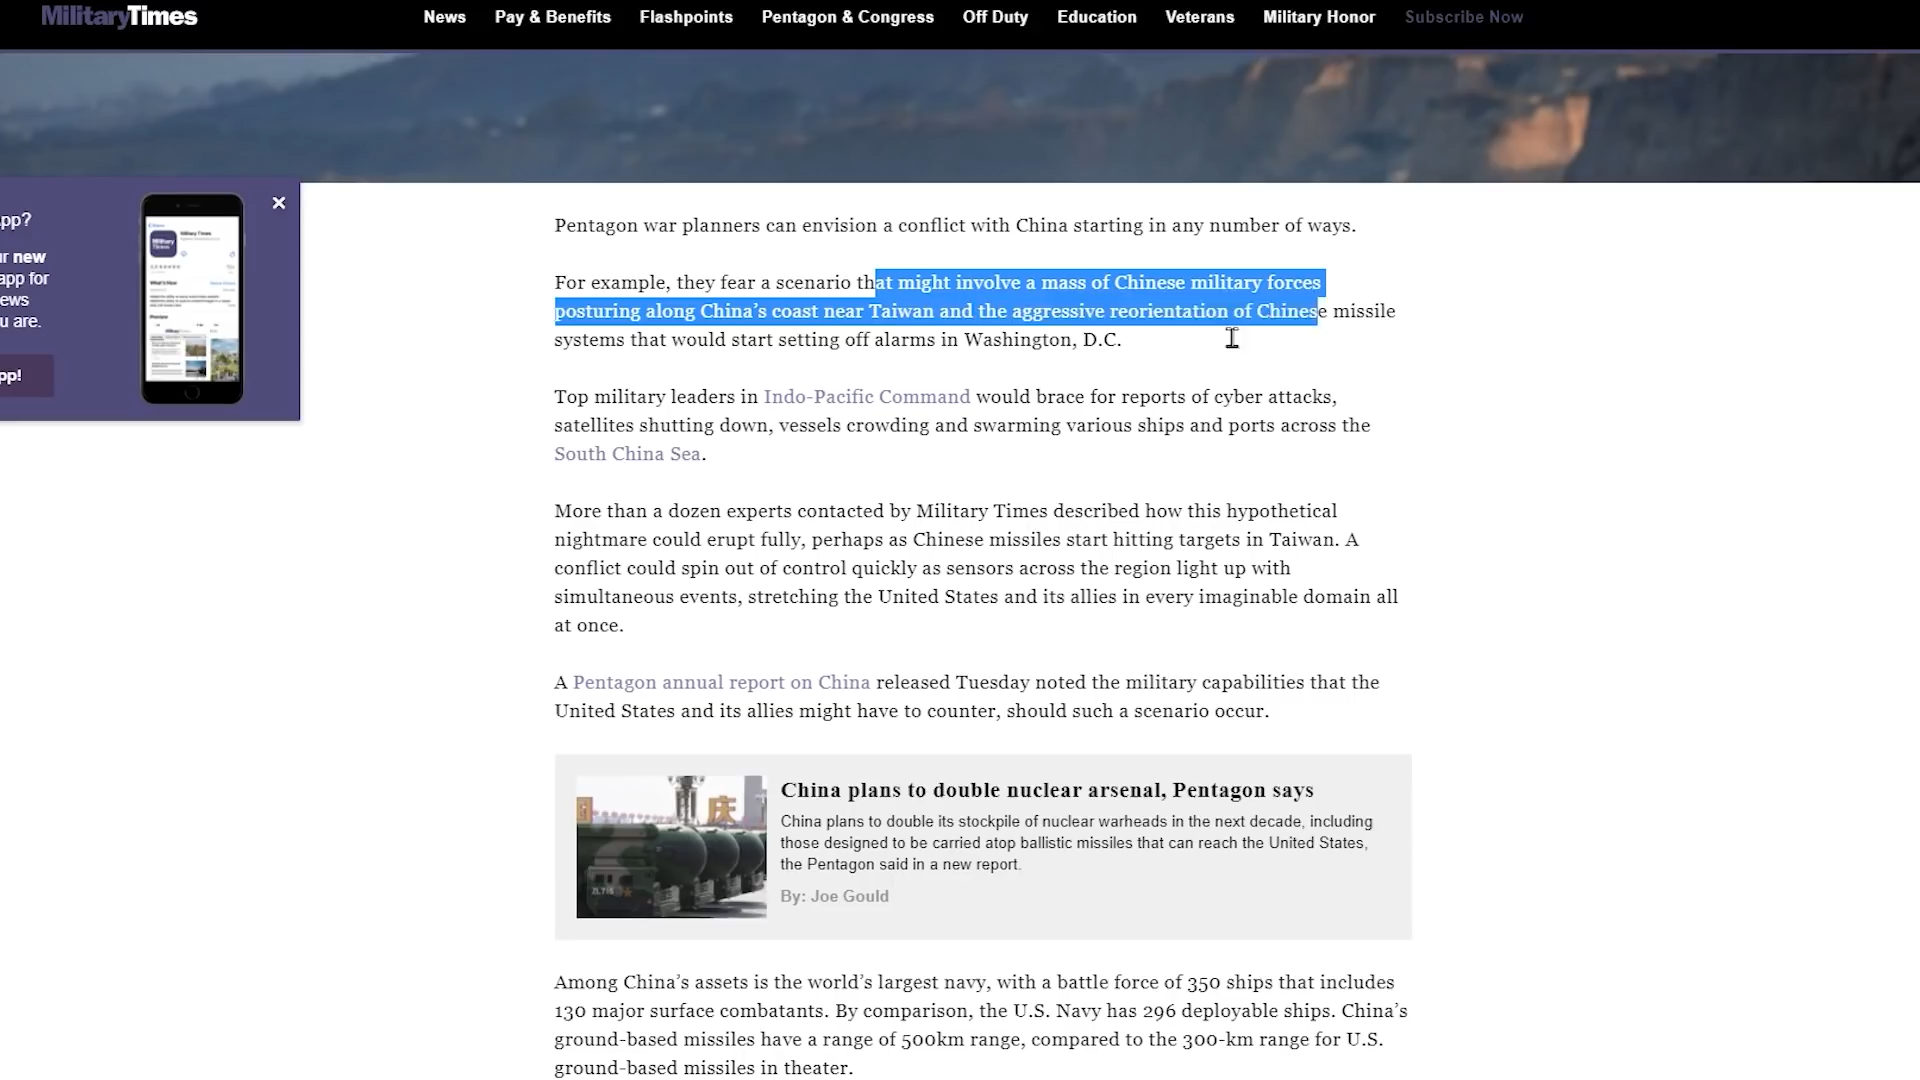 MilitaryTimes
News Pay & Benefits Flashpoints Pentagon & Congress Off Duty Education Veterans Military Honor Subscribe Now
pp?
r new
app for
ews
u are.
pp!
Military Times
What's New
Preview
Pentagon war planners can envision a conflict with China starting in any number of ways.
For example, they fear a scenario that might involve a mass of Chinese military forces
posturing along China’s coast near Taiwan and the aggressive reorientation of Chinese missile
systems that would start setting off alarms in Washington, D.C.
Top military leaders in Indo-Pacific Command would brace for reports of cyber attacks,
satellites shutting down, vessels crowding and swarming various ships and ports across the
South China Sea.
More than a dozen experts contacted by Military Times described how this hypothetical
nightmare could erupt fully, perhaps as Chinese missiles start hitting targets in Taiwan. A
conflict could spin out of control quickly as sensors across the region light up with
simultaneous events, stretching the United States and its allies in every imaginable domain all
at once.
A Pentagon annual report on China released Tuesday noted the military capabilities that the
United States and its allies might have to counter, should such a scenario occur.
庆
China plans to double nuclear arsenal, Pentagon says
China plans to double its stockpile of nuclear warheads in the next decade, including
those designed to be carried atop ballistic missiles that can reach the United States,
the Pentagon said in a new report.
By: Joe Gould
Among China’s assets is the world’s largest navy, with a battle force of 350 ships that includes
130 major surface combatants. By comparison, the U.S. Navy has 296 deployable ships. China’s
ground-based missiles have a range of 500km range, compared to the 300-km range for U.S.
ground-based missiles in theater.